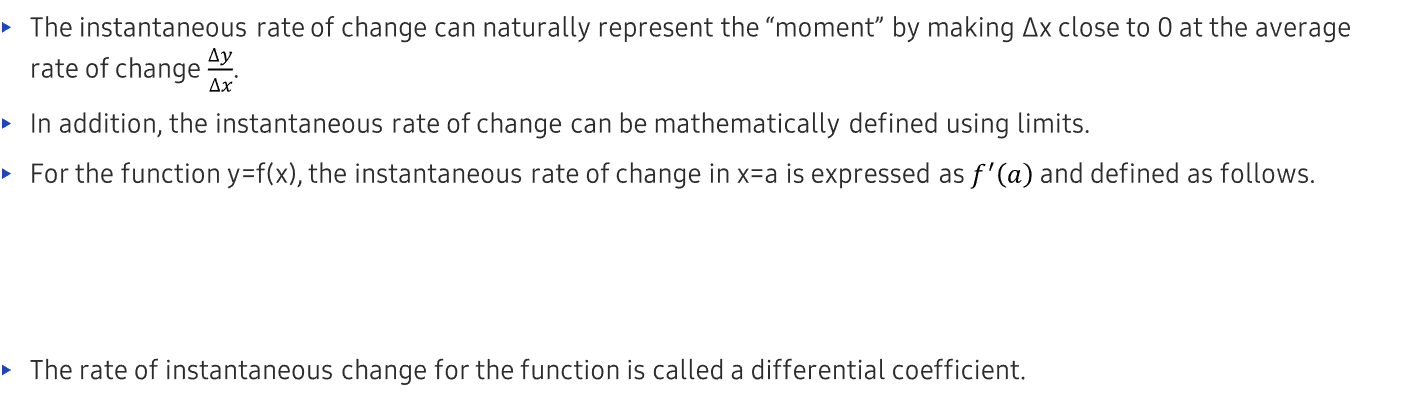 ▸ The instantaneous rate of change can naturally represent the “moment” by making Δx close to 0 at the average
rate of change Δy/Δx.
▸ In addition, the instantaneous rate of change can be mathematically defined using limits.
▸ For the function y=f(x), the instantaneous rate of change in x=a is expressed as f′(a) and defined as follows.
▸ The rate of instantaneous change for the function is called a differential coefficient.